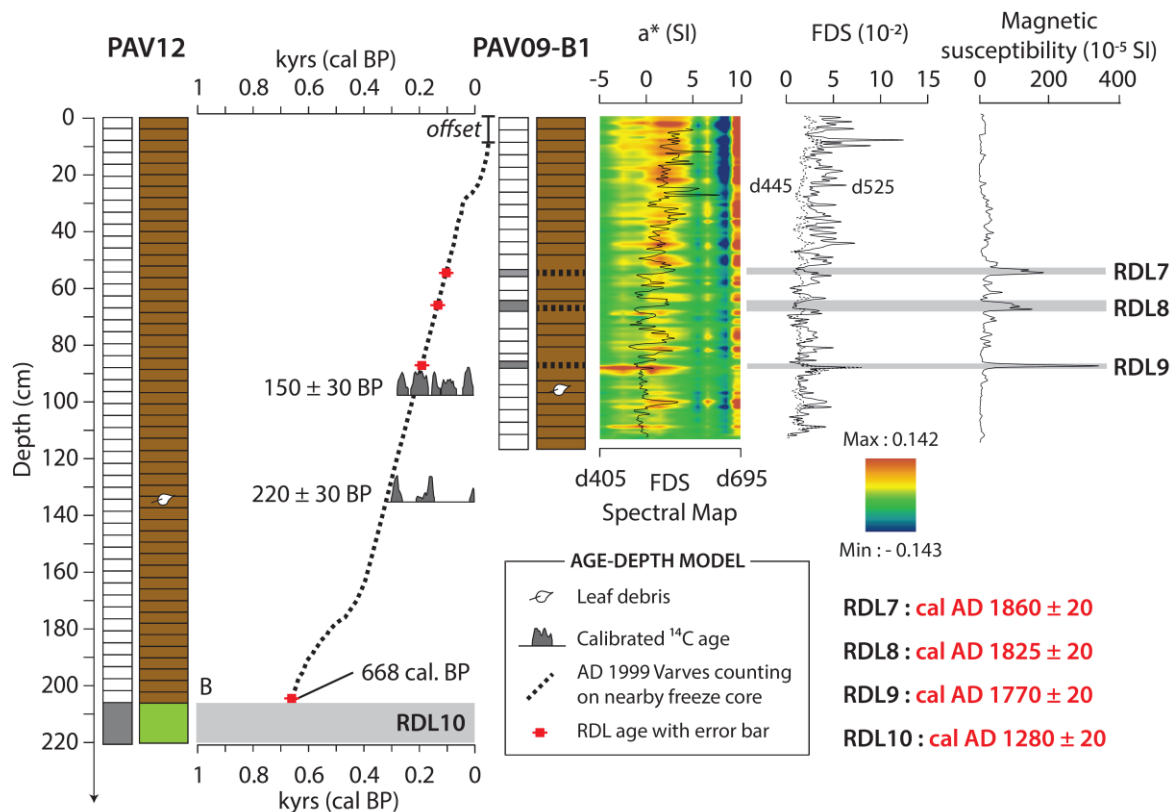 PAV12
kyrs (cal BP)
1 0.8 0.6 0.4 0.2 0
PAV09-B1
a* (SI)
-5 0 5 10
FDS (10⁻²)
0 5 10 15
Magnetic
susceptibility (10⁻⁵ SI)
0 200 400
offset
Depth (cm)
0
20
40
60
80
100
120
140
160
180
200
220
d445
d525
RDL7
RDL8
RDL9
150 ± 30 BP
220 ± 30 BP
668 cal. BP
B
RDL10
1 0.8 0.6 0.4 0.2 0
kyrs (cal BP)
d405 d695
FDS
Spectral Map
Max : 0.142
Min : - 0.143
AGE-DEPTH MODEL
Leaf debris
Calibrated ¹⁴C age
AD 1999 Varves counting
on nearby freeze core
RDL age with error bar
RDL7 : cal AD 1860 ± 20
RDL8 : cal AD 1825 ± 20
RDL9 : cal AD 1770 ± 20
RDL10 : cal AD 1280 ± 20